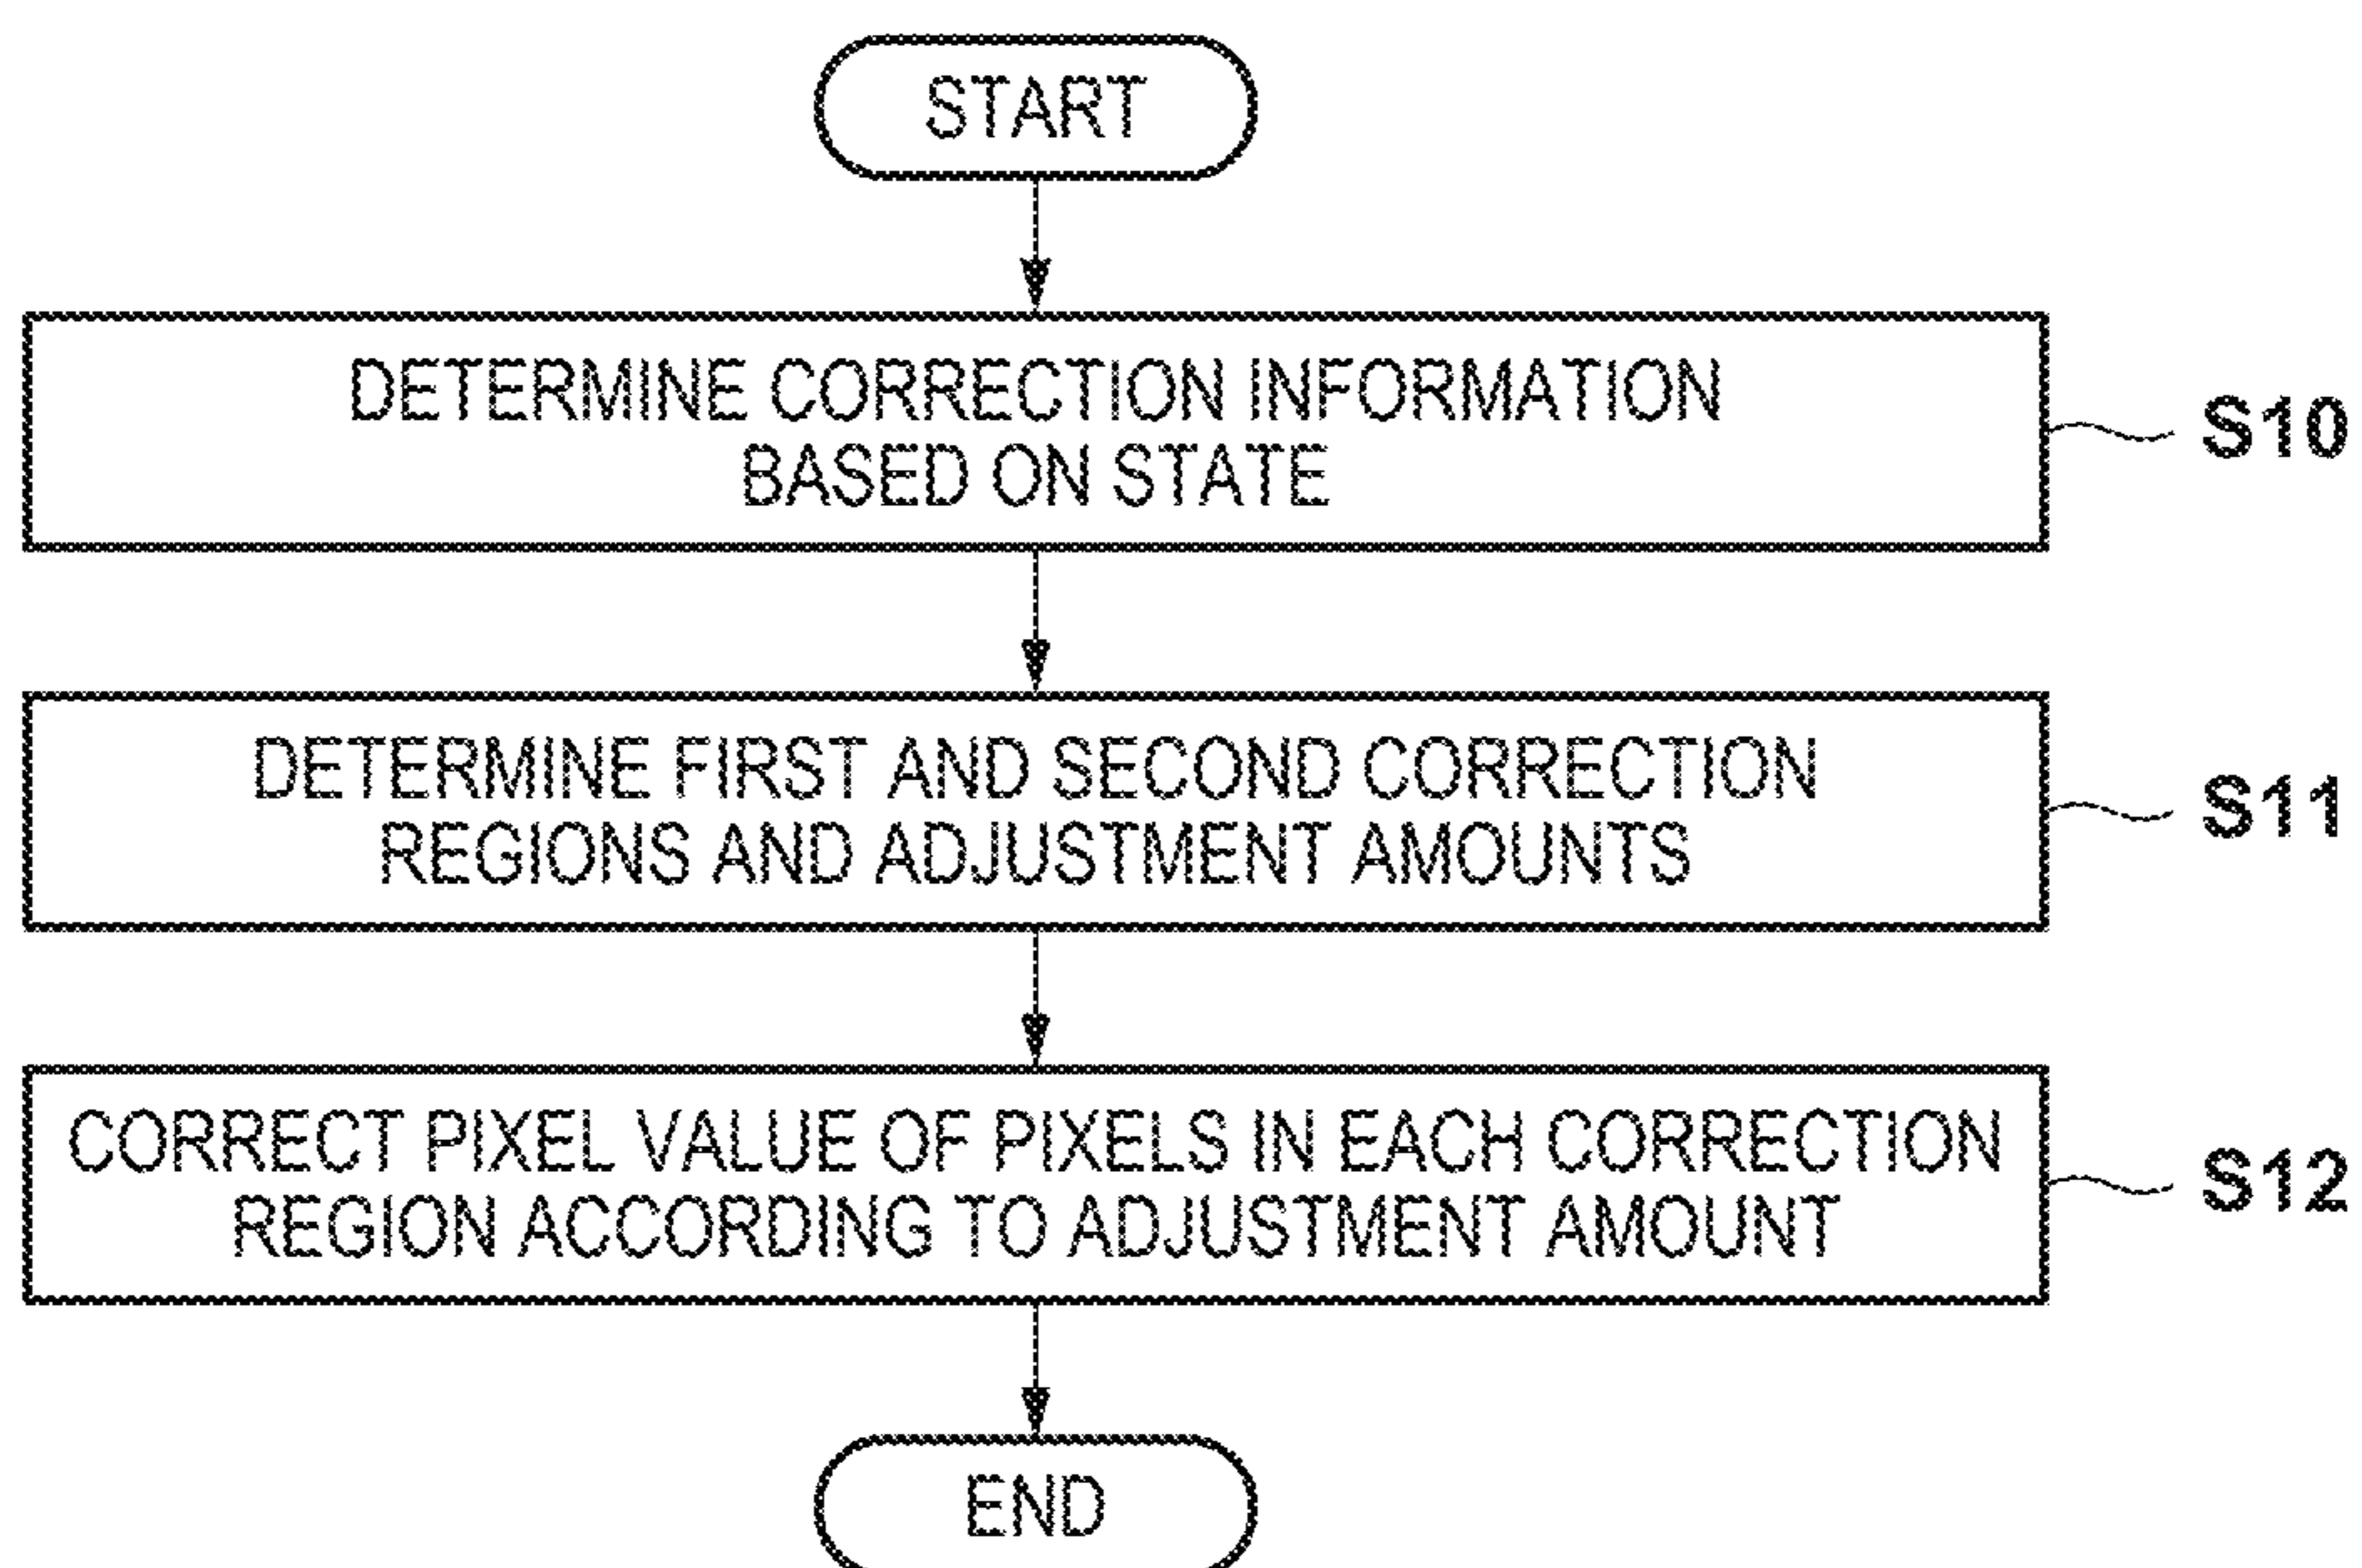 START
DETERMINE CORRECTION INFORMATION
BASED ON STATE
S10
DETERMINE FIRST AND SECOND CORRECTION
REGIONS AND ADJUSTMENT AMOUNTS
S11
CORRECT PIXEL VALUE OF PIXELS IN EACH CORRECTION
REGION ACCORDING TO ADJUSTMENT AMOUNT
S12
END